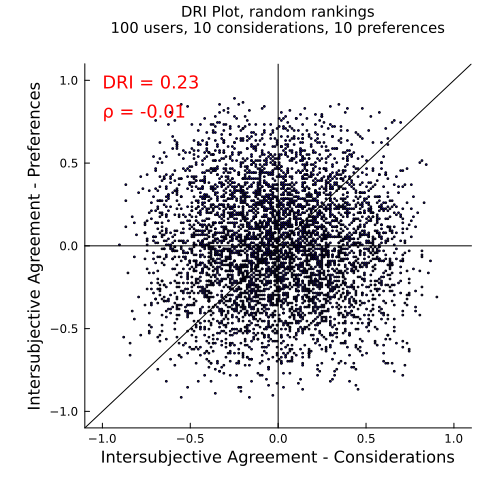 DRI Plot, random rankings
100 users, 10 considerations, 10 preferences
DRI = 0.23
ρ = -0.01
1.0
0.5
0.0
−0.5
−1.0
Intersubjective Agreement - Preferences
−1.0 −0.5 0.0 0.5 1.0
Intersubjective Agreement - Considerations